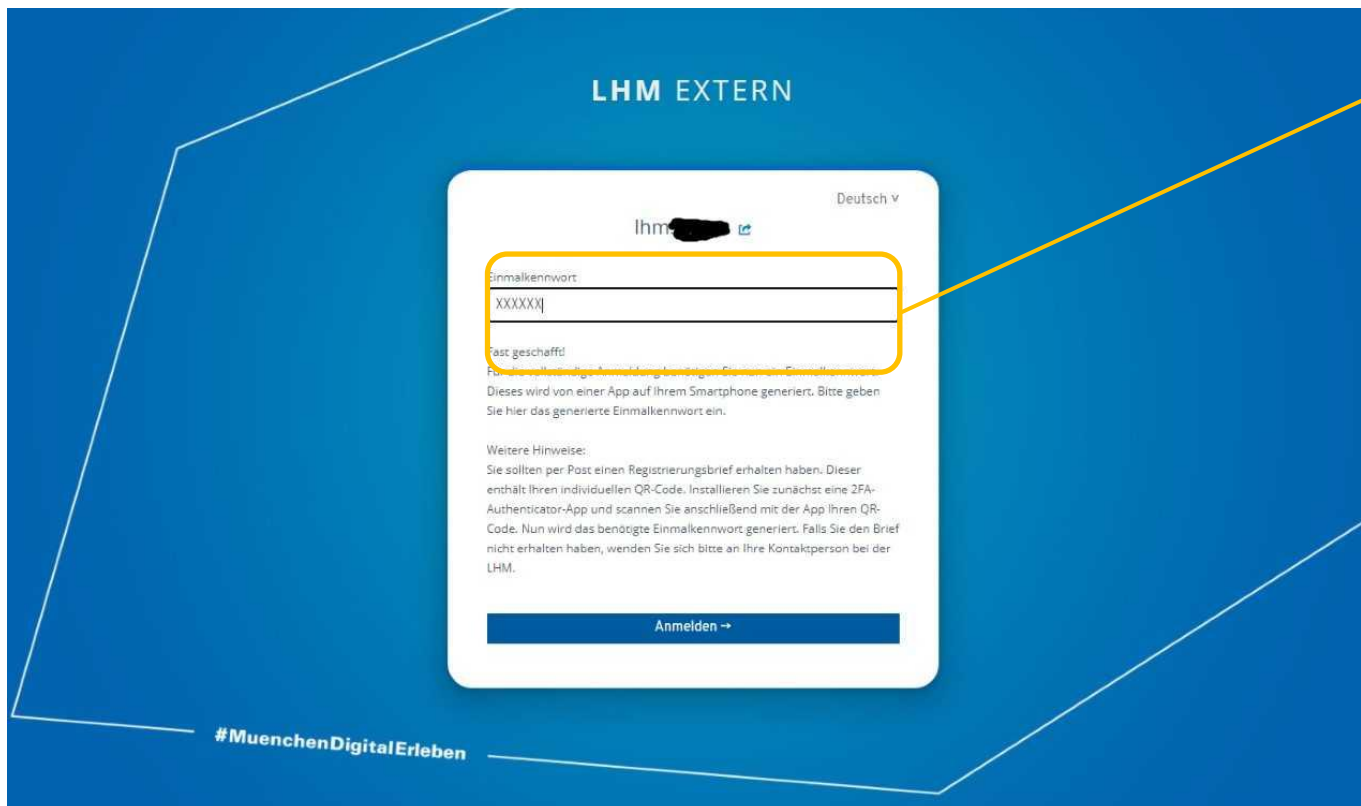 LHM EXTERN
Deutsch
lhm
Einmalkennwort
XXXXXX
Fast geschafft!
Dieses wird von einer App auf Ihrem Smartphone generiert. Bitte geben
Sie hier das generierte Einmalkennwort ein.
Weitere Hinweise:
Sie sollten per Post einen Registrierungsbrief erhalten haben. Dieser
enthält Ihren individuellen QR-Code. Installieren Sie zunächst eine 2FA-
Authenticator-App und scannen Sie anschließend mit der App Ihren QR-
Code. Nun wird das benötigte Einmalkennwort generiert. Falls Sie den Brief
nicht erhalten haben, wenden Sie sich bitte an Ihre Kontaktperson bei der
LHM.
Anmelden →
#MuenchenDigitalErleben